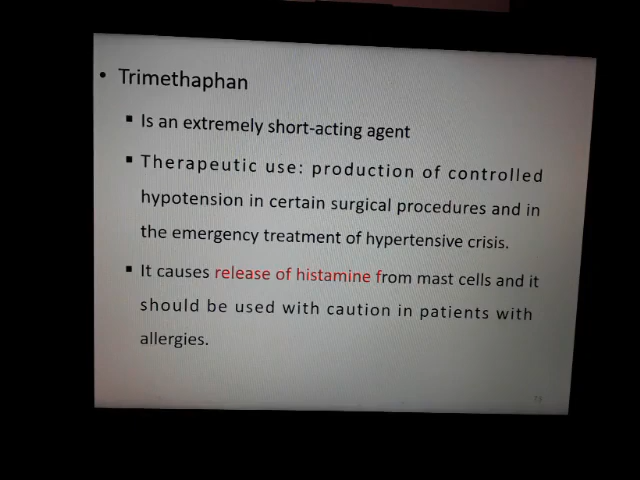 • Trimethaphan
▪ Is an extremely short-acting agent
▪ Therapeutic use: production of controlled
hypotension in certain surgical procedures and in
the emergency treatment of hypertensive crisis.
▪ It causes release of histamine from mast cells and it
should be used with caution in patients with
allergies.